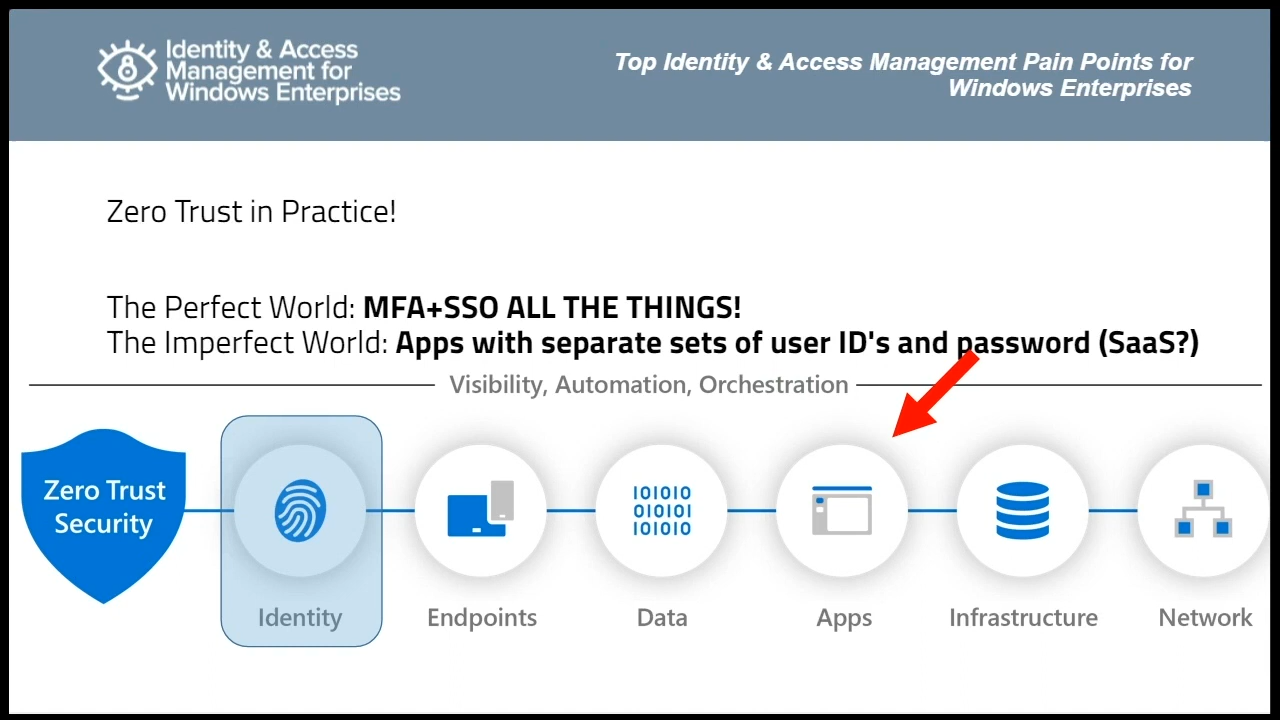 Identity & Access
Management for
Windows Enterprises
Top Identity & Access Management Pain Points for
Windows Enterprises
Zero Trust in Practice!
The Perfect World: MFA+SSO ALL THE THINGS!
The Imperfect World: Apps with separate sets of user ID's and password (SaaS?)
Visibility, Automation, Orchestration
Zero Trust
Security
101010
010101
101010
Identity
Endpoints
Data
Apps
Infrastructure
Network